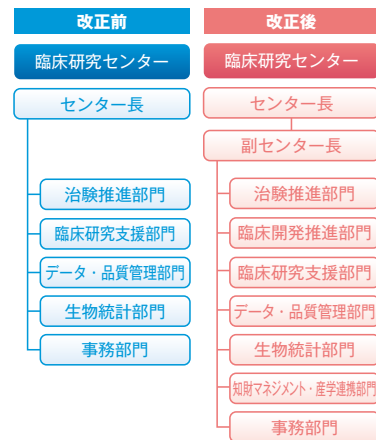 改正前
臨床研究センター
センター長
治験推進部門
臨床研究支援部門
データ・品質管理部門
生物統計部門
事務部門
改正後
臨床研究センター
センター長
副センター長
治験推進部門
臨床開発推進部門
臨床研究支援部門
データ・品質管理部門
生物統計部門
知財マネジメント・産学連携部門
事務部門